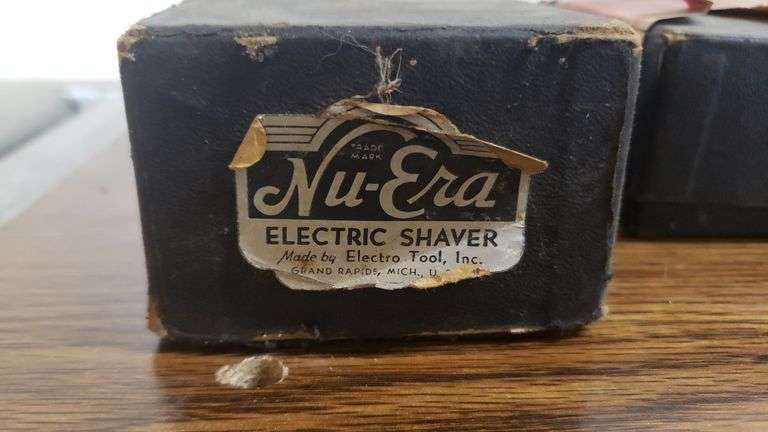 TRADE
MARK
Nu-Era
ELECTRIC SHAVER
Made by Electro Tool, Inc.
GRAND RAPIDS, MICH., U.